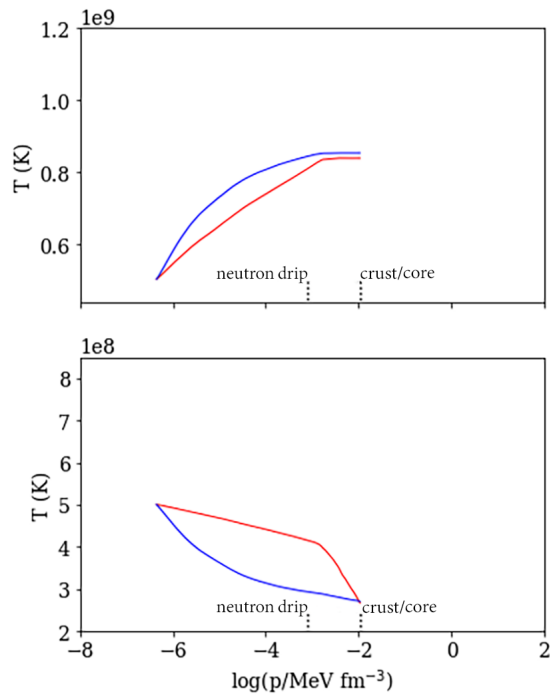 1e9
1.2
1.0
T (K)
0.8
0.6
neutron drip
crust/core
1e8
8
7
6
T (K)
5
4
3
neutron drip
crust/core
2
−8
−6
−4
−2
0
2
log(p/MeV fm⁻³)